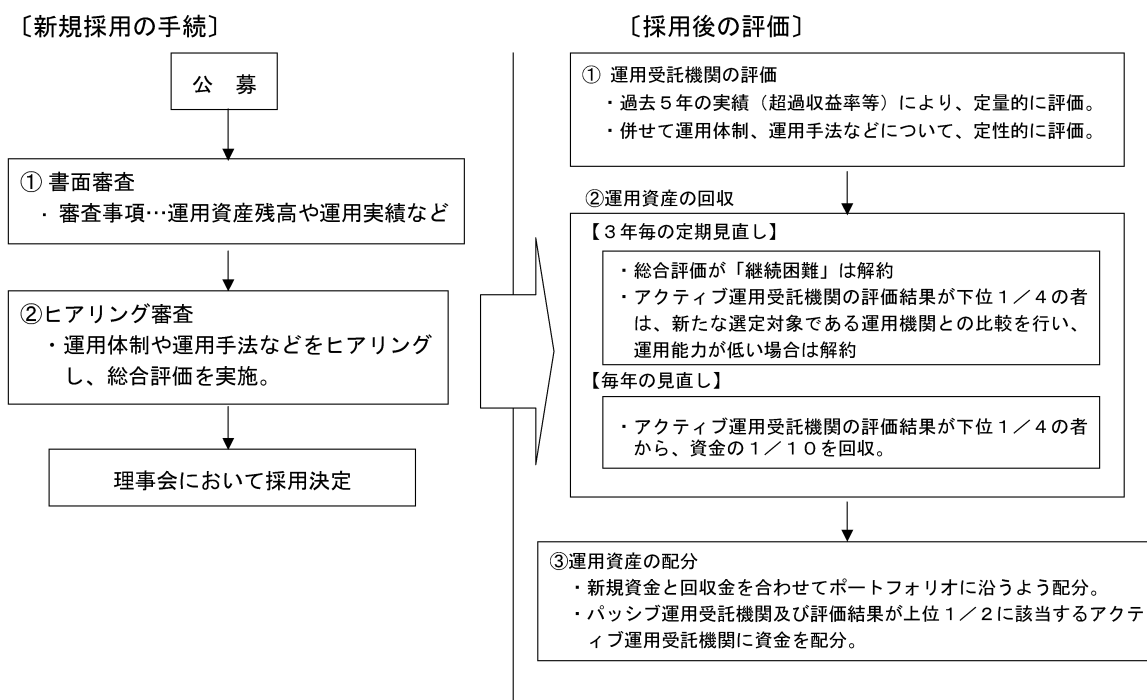 〔新規採用の手続〕
公　募
① 書面審査
・審査事項…運用資産残高や運用実績など
②ヒアリング審査
・運用体制や運用手法などをヒアリング
し、総合評価を実施。
理事会において採用決定
〔採用後の評価〕
① 運用受託機関の評価
・過去５年の実績（超過収益率等）により、定量的に評価。
・併せて運用体制、運用手法などについて、定性的に評価。
②運用資産の回収
【３年毎の定期見直し】
・総合評価が「継続困難」は解約
・アクティブ運用受託機関の評価結果が下位１／４の者
は、新たな選定対象である運用機関との比較を行い、
運用能力が低い場合は解約
【毎年の見直し】
・アクティブ運用受託機関の評価結果が下位１／４の者
から、資金の１／１０を回収。
③運用資産の配分
・新規資金と回収金を合わせてポートフォリオに沿うよう配分。
・パッシブ運用受託機関及び評価結果が上位１／２に該当するアクテ
ィブ運用受託機関に資金を配分。